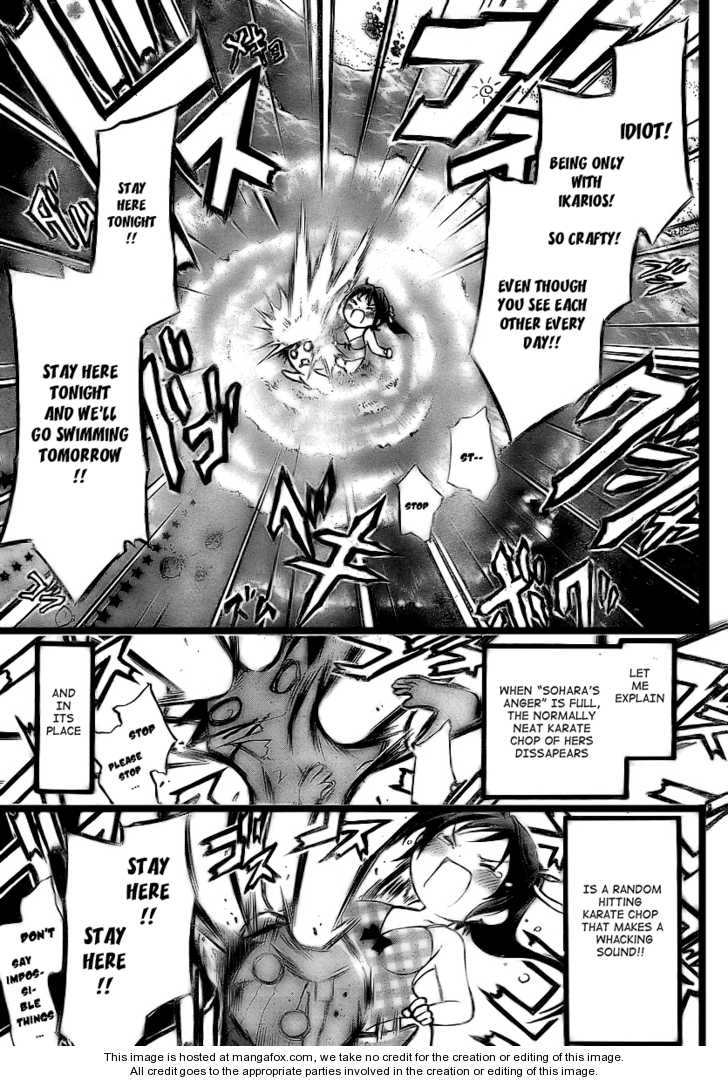 IDIOT!
BEING ONLY
WITH
IKARIOS!
SO CRAFTY!
EVEN THOUGH
YOU SEE EACH
OTHER EVERY
DAY!!
ST--
STOP
STAY
HERE
TONIGHT
!!
STAY HERE
TONIGHT
AND WE'LL
GO SWIMMING
TOMORROW
!!
LET
ME
EXPLAIN
WHEN "SOHARA'S
ANGER" IS FULL,
THE NORMALLY
NEAT KARATE
CHOP OF HERS
DISSAPEARS
STOP
PLEASE
STOP ...
AND
IN ITS
PLACE
IS A RANDOM
HITTING
KARATE CHOP
THAT MAKES A
WHACKING
SOUND!!
STAY
HERE
!!
STAY
HERE
!!
DON'T
SAY
IMPOS-
SI-
BLE
THINGS ...
This image is hosted at mangafox.com, we take no credit for the creation or editing of this image.
All credit goes to the appropriate parties involved in the creation or editing of this image.